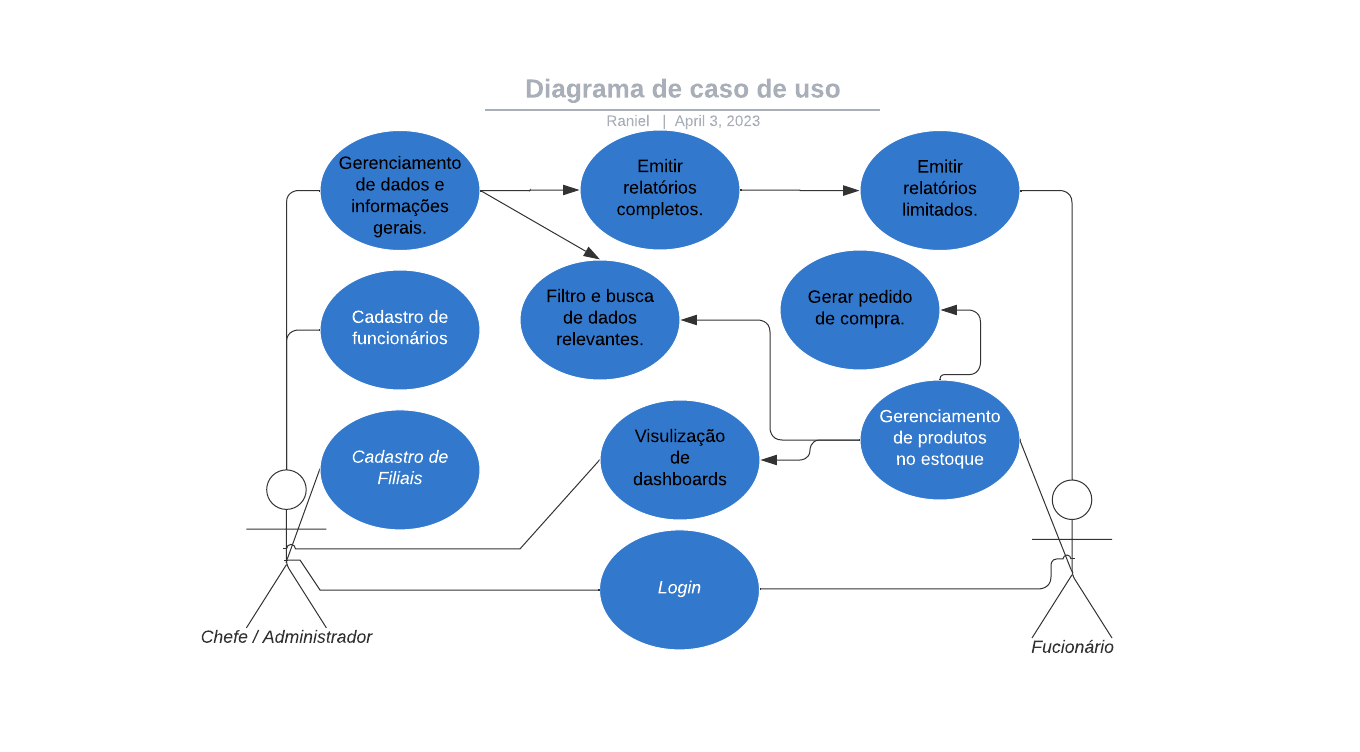 Diagrama de caso de uso
Raniel | April 3, 2023
Gerenciamento
de dados e
informações
gerais.
Emitir
relatórios
completos.
Emitir
relatórios
limitados.
Cadastro de
funcionários
Filtro e busca
de dados
relevantes.
Gerar pedido
de compra.
Cadastro de
Filiais
Visulização
de
dashboards
Gerenciamento
de produtos
no estoque
Login
Chefe / Administrador
Fucionário